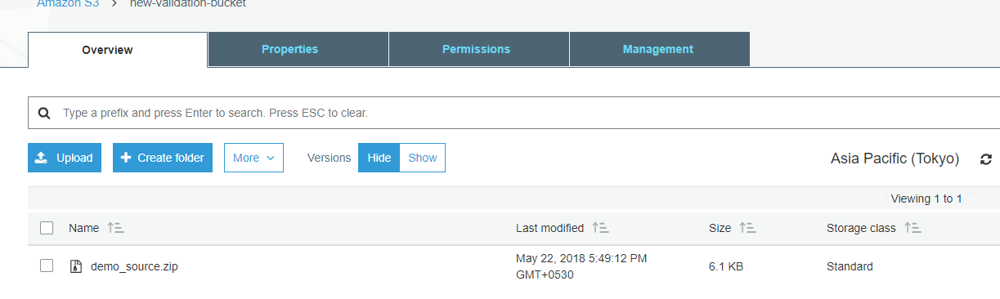 Amazon S3 > new-validation-bucket
Overview Properties Permissions Management
Type a prefix and press Enter to search. Press ESC to clear.
Upload + Create folder More Versions Hide Show Asia Pacific (Tokyo)
Viewing 1 to 1
Name Last modified Size Storage class
demo_source.zip May 22, 2018 5:49:12 PM GMT+0530 6.1 KB Standard